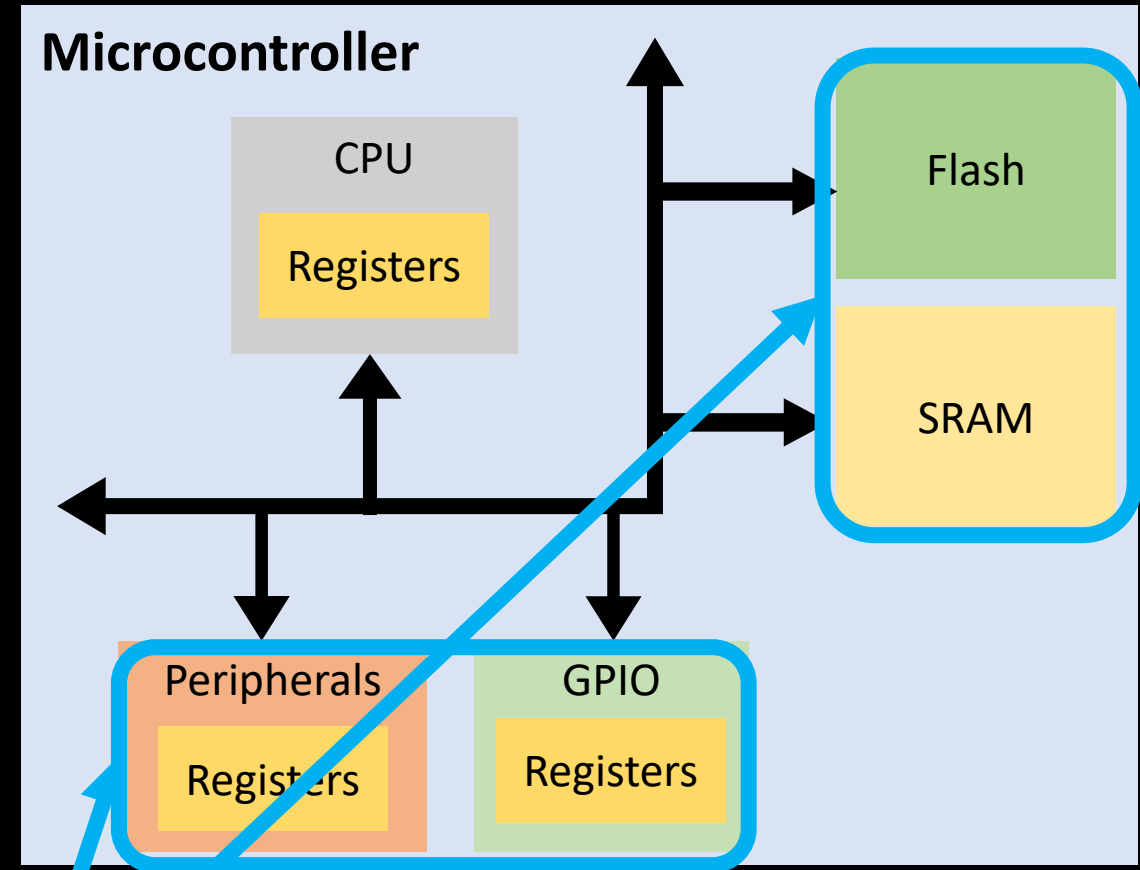 Microcontroller
CPU
Registers
Flash
SRAM
Peripherals
Registers
GPIO
Registers